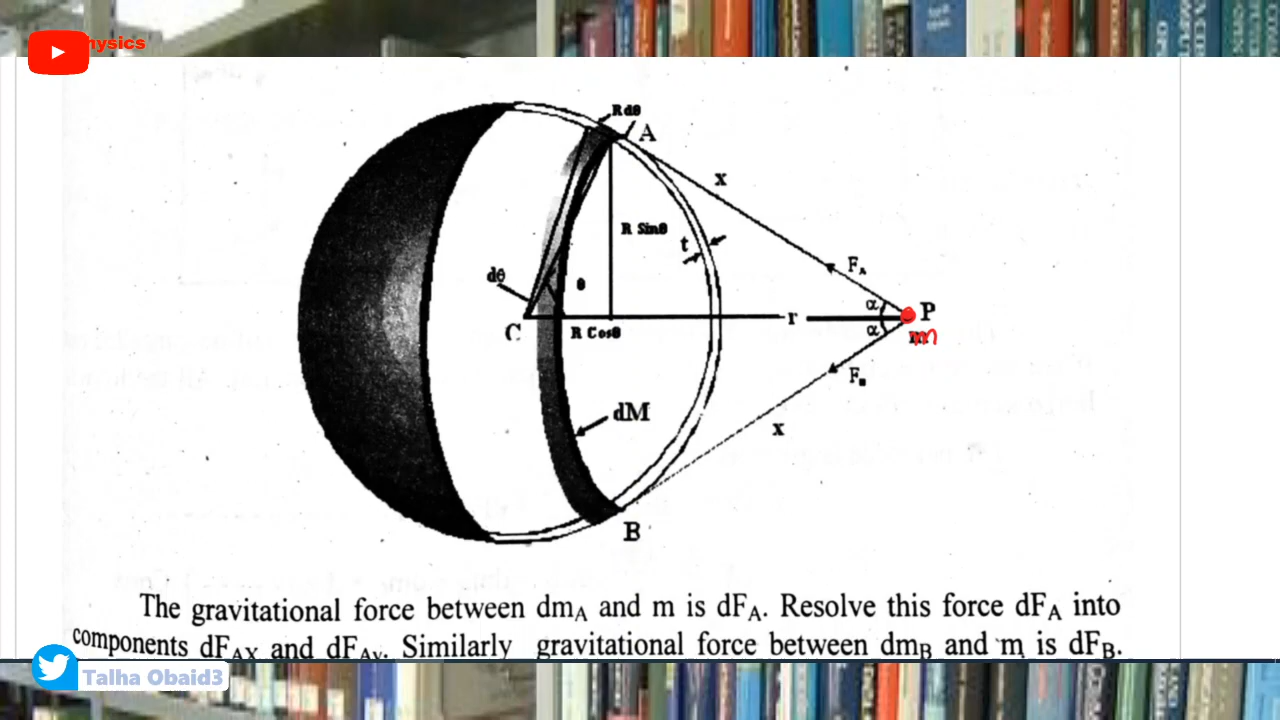 hysics
Rdθ
A
x
R Sinθ
t
dθ
θ
F_A
α
P
C
R Cosθ
r
α
m
F_B
dM
x
B
The gravitational force between dm_A and m is dF_A. Resolve this force dF_A into
components dF_AX and dF_Ay. Similarly gravitational force between dm_B and m is dF_B.
Talha Obaid3